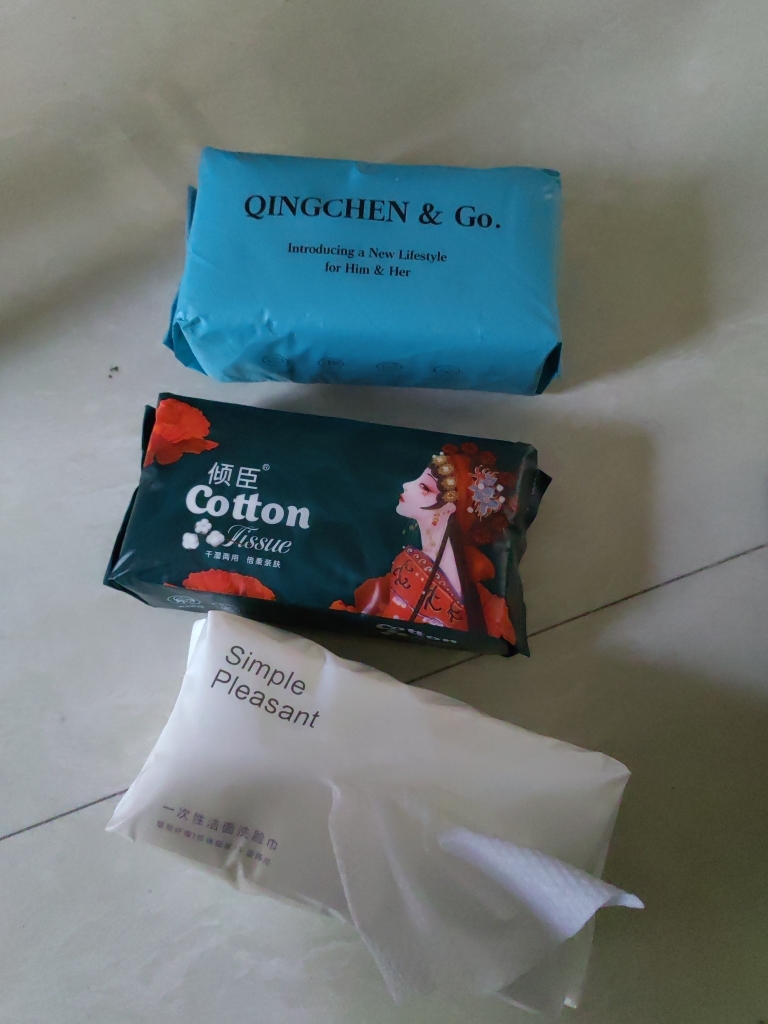 QINGCHEN & Go.
Introducing a New Lifestyle
for Him & Her
倾臣®
Cotton
Tissue
干湿两用 倍柔亲肤
Cotton
Simple
Pleasant
一次性洁面洗脸巾